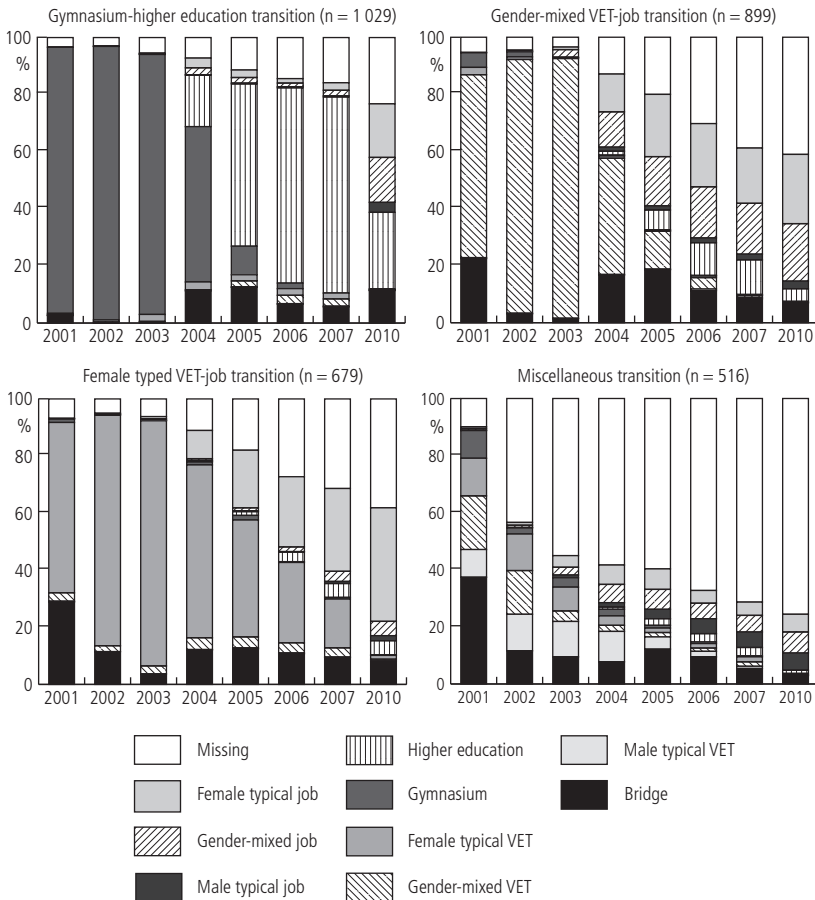 Gymnasium-higher education transition (n = 1 029)
100
%
80
60
40
20
0
2001 2002 2003 2004 2005 2006 2007 2010
Gender-mixed VET-job transition (n = 899)
100
%
80
60
40
20
0
2001 2002 2003 2004 2005 2006 2007 2010
Female typed VET-job transition (n = 679)
100
%
80
60
40
20
0
2001 2002 2003 2004 2005 2006 2007 2010
Miscellaneous transition (n = 516)
100
%
80
60
40
20
0
2001 2002 2003 2004 2005 2006 2007 2010
Missing
Female typical job
Gender-mixed job
Male typical job
Higher education
Gymnasium
Female typical VET
Gender-mixed VET
Male typical VET
Bridge